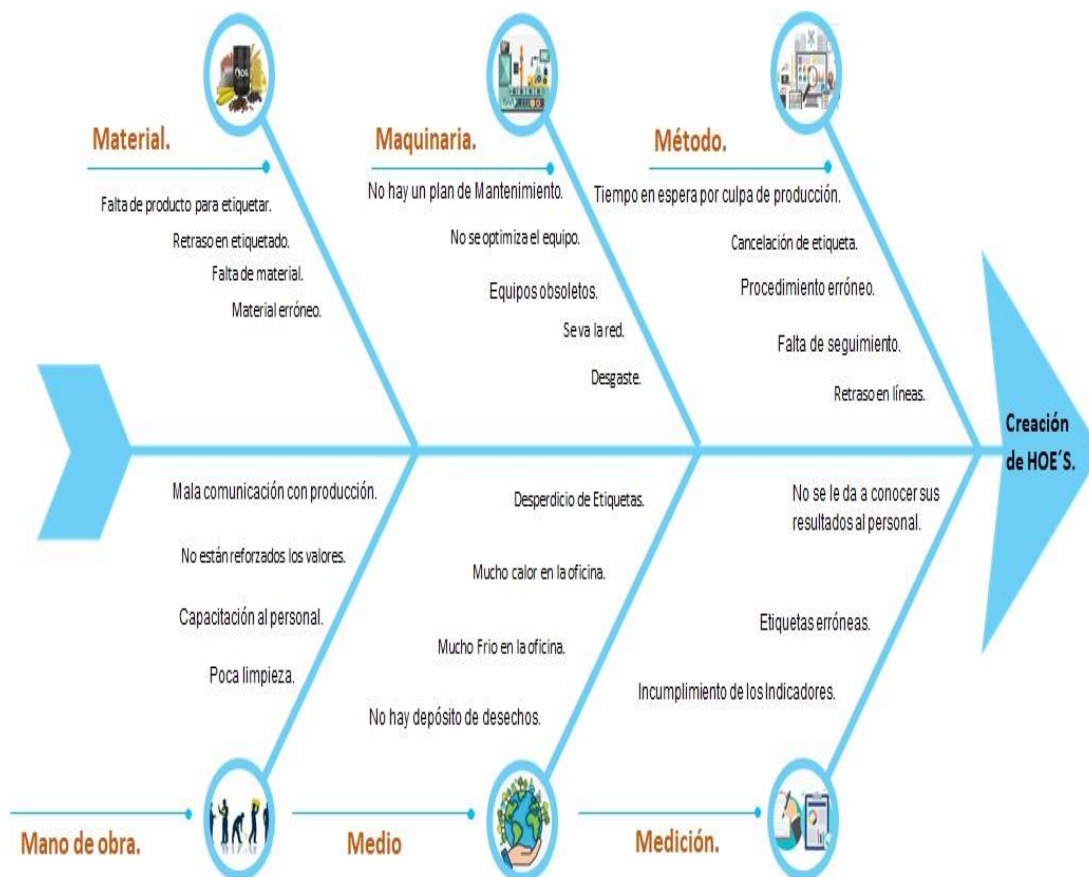 Material.
Falta de producto para etiquetar.
Retraso en etiquetado.
Falta de material.
Material erróneo.
Maquinaria.
No hay un plan de Mantenimiento.
No se optimiza el equipo.
Equipos obsoletos.
Se va la red.
Desgaste.
Método.
Tiempo en espera por culpa de producción.
Cancelación de etiqueta.
Procedimiento erróneo.
Falta de seguimiento.
Retraso en líneas.
Creación
de HOE´S.
Mala comunicación con producción.
No están reforzados los valores.
Capacitación al personal.
Poca limpieza.
Mano de obra.
Desperdicio de Etiquetas.
Mucho calor en la oficina.
Mucho Frio en la oficina.
No hay depósito de desechos.
Medio
No se le da a conocer sus
resultados al personal.
Etiquetas erróneas.
Incumplimiento de los Indicadores.
Medición.